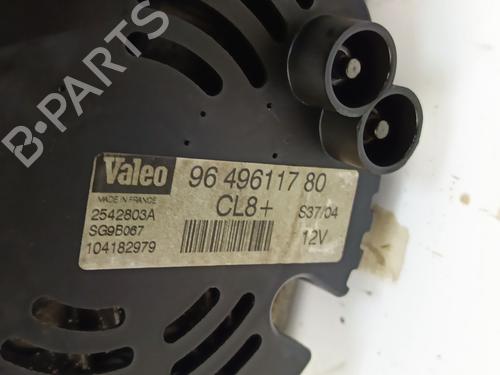 B-PARTS
Valeo
MADE IN FRANCE
96 496117 80
CL8+
2542803A
SG9B067
104182979
S37/04
12V